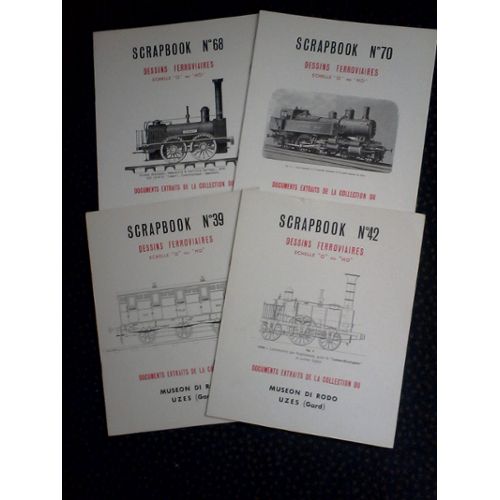 SCRAPBOOK N°68
DESSINS FERROVIAIRES
ECHELLE "O" ou "HO"
DOCUMENTS EXTRAITS DE LA COLLECTION DU
SCRAPBOOK N°70
DESSINS FERROVIAIRES
ECHELLE "O" ou "HO"
DOCUMENTS EXTRAITS DE LA COLLECTION DU
SCRAPBOOK N°39
DESSINS FERROVIAIRES
ECHELLE "O" ou "HO"
DOCUMENTS EXTRAITS DE LA
MUSEON DI RODO
UZES (Gard)
SCRAPBOOK N°42
DESSINS FERROVIAIRES
ECHELLE "O" ou "HO"
DOCUMENTS EXTRAITS DE LA COLLECTION DU
MUSEON DI RODO
UZES (Gard)